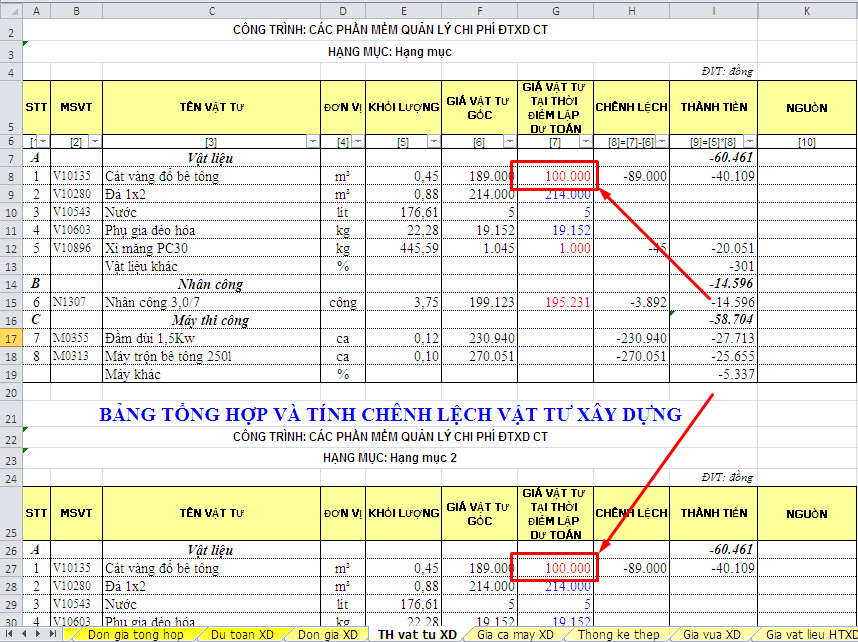 A B C D E F G H I K
2 CÔNG TRÌNH: CÁC PHẦN MỀM QUẢN LÝ CHI PHÍ ĐTXD CT
3 HẠNG MỤC: Hạng mục
4 ĐVT: đồng
5 STT MSVT TÊN VẬT TƯ ĐƠN VỊ KHỐI LƯỢNG GIÁ VẬT TƯ GỐC GIÁ VẬT TƯ TẠI THỜI ĐIỂM LẬP DỰ TOÁN CHÊNH LỆCH THÀNH TIỀN NGUỒN
6 [1 [2] [3] [4] [5] [6] [7] [8]=[7]-[6] [9]=[5]*[8] [10]
7 A Vật liệu -60.461
8 1 V10135 Cát vàng đổ bê tông m³ 0,45 189.000 100.000 -89.000 -40.109
9 2 V10280 Đá 1x2 m³ 0,88 214.000 214.000
10 3 V10543 Nước lít 176,61 5 5
11 4 V10603 Phụ gia dẻo hóa kg 22,28 19.152 19.152
12 5 V10896 Xi măng PC30 kg 445,59 1.045 1.000 -45 -20.051
13 Vật liệu khác % -301
14 B Nhân công -14.596
15 6 N1307 Nhân công 3,0/7 công 3,75 199.123 195.231 -3.892 -14.596
16 C Máy thi công -58.704
17 7 M0355 Đầm dùi 1,5Kw ca 0,12 230.940 -230.940 -27.713
18 8 M0313 Máy trộn bê tông 250l ca 0,10 270.051 -270.051 -25.655
19 Máy khác % -5.337
20
21 BẢNG TỔNG HỢP VÀ TÍNH CHÊNH LỆCH VẬT TƯ XÂY DỰNG
22 CÔNG TRÌNH: CÁC PHẦN MỀM QUẢN LÝ CHI PHÍ ĐTXD CT
23 HẠNG MỤC: Hạng mục 2
24 ĐVT: đồng
25 STT MSVT TÊN VẬT TƯ ĐƠN VỊ KHỐI LƯỢNG GIÁ VẬT TƯ GỐC GIÁ VẬT TƯ TẠI THỜI ĐIỂM LẬP DỰ TOÁN CHÊNH LỆCH THÀNH TIỀN NGUỒN
26 A Vật liệu -60.461
27 1 V10135 Cát vàng đổ bê tông m³ 0,45 189.000 100.000 -89.000 -40.109
28 2 V10280 Đá 1x2 m³ 0,88 214.000 214.000
29 3 V10543 Nước lít 176,61 5 5
30 4 V10603 Phụ gia dẻo hóa kg 22,28 19.152 19.152
Don gia tong hop Du toan XD Don gia XD TH vat tu XD Gia ca may XD Thong ke thep Gia vua XD Gia vat lieu HTXD